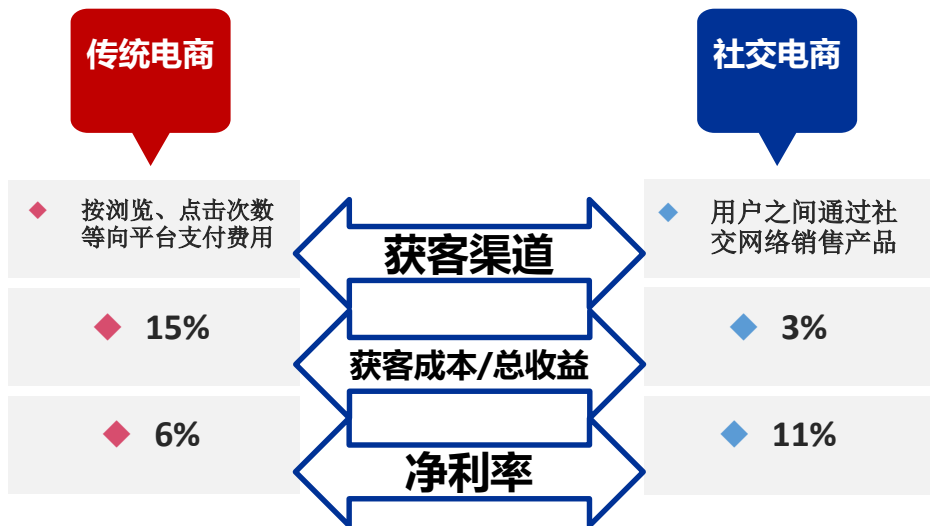 传统电商
社交电商
按浏览、点击次数
等向平台支付费用
获客渠道
用户之间通过社
交网络销售产品
15%
获客成本/总收益
3%
6%
净利率
11%